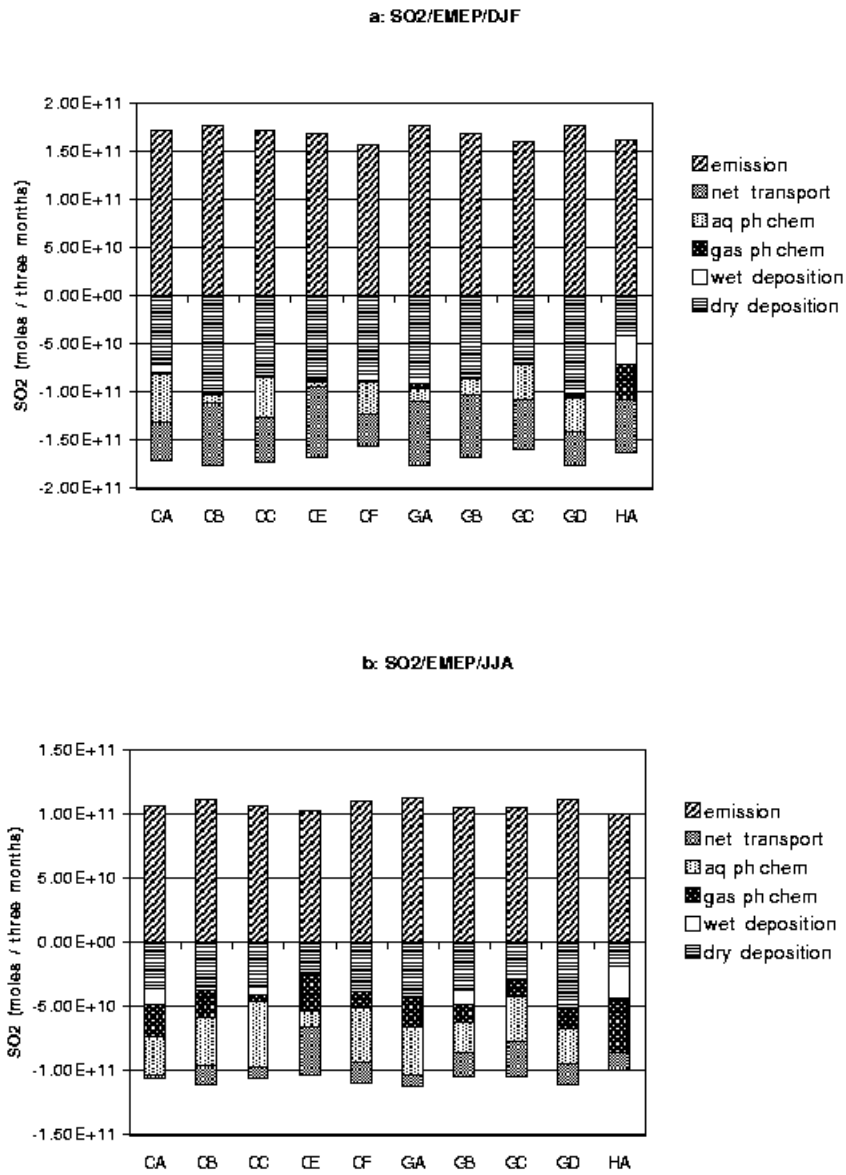 a: SO2/EMEP/DJF
2.00E+11
1.50E+11
1.00E+11
5.00E+10
0.00E+00
-5.00E+10
-1.00E+11
-1.50E+11
-2.00E+11
SO2 (moles / three months)
CA CB CC CE CF GA GB GC GD HA
emission
net transport
aq ph chem
gas ph chem
wet deposition
dry deposition
b: SO2/EMEP/JJA
1.50E+11
1.00E+11
5.00E+10
0.00E+00
-5.00E+10
-1.00E+11
-1.50E+11
SO2 (moles / three months)
CA CB CC CE CF GA GB GC GD HA
emission
net transport
aq ph chem
gas ph chem
wet deposition
dry deposition